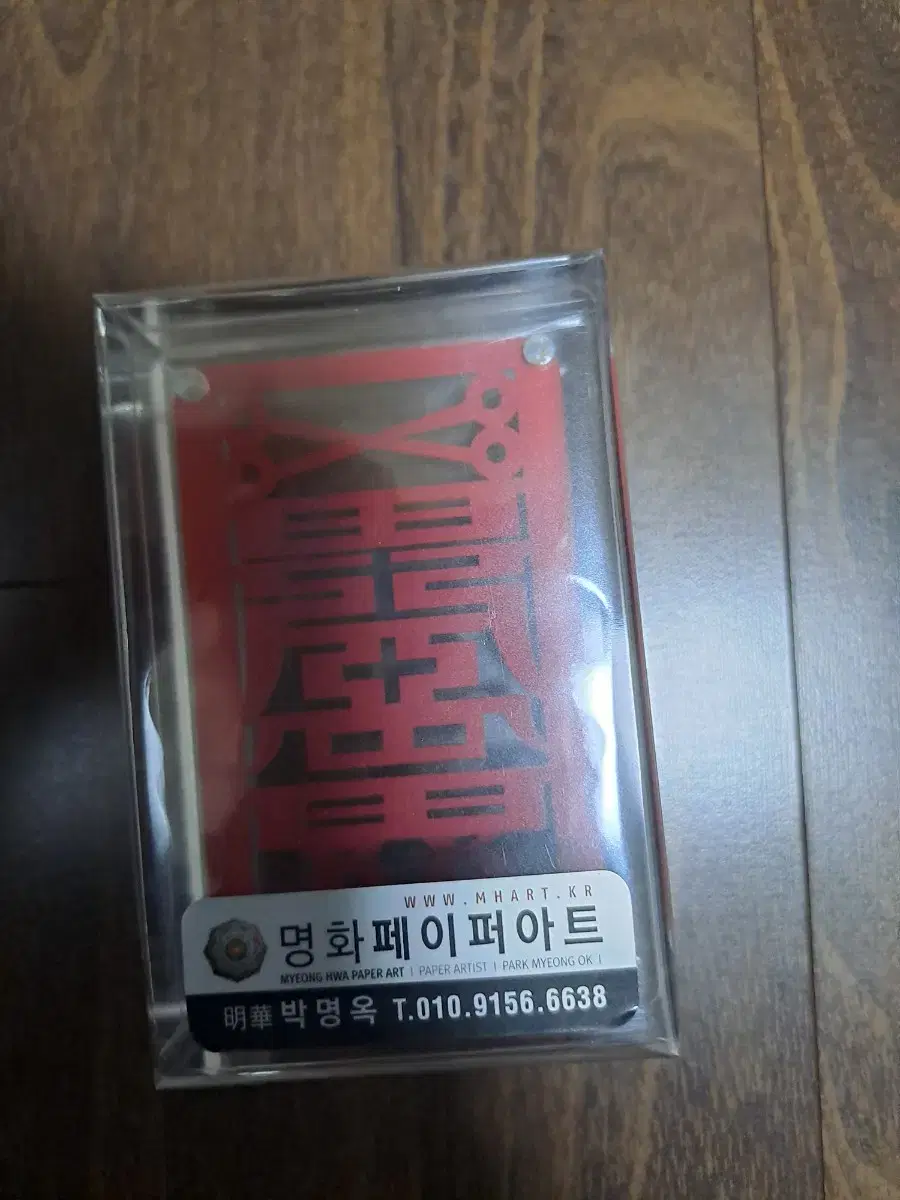 WWW.MHART.KR
명화페이퍼아트
MYEONG HWA PAPER ART | PAPER ARTIST | PARK MYEONG OK |
明華 박명옥 T.010.9156.6638